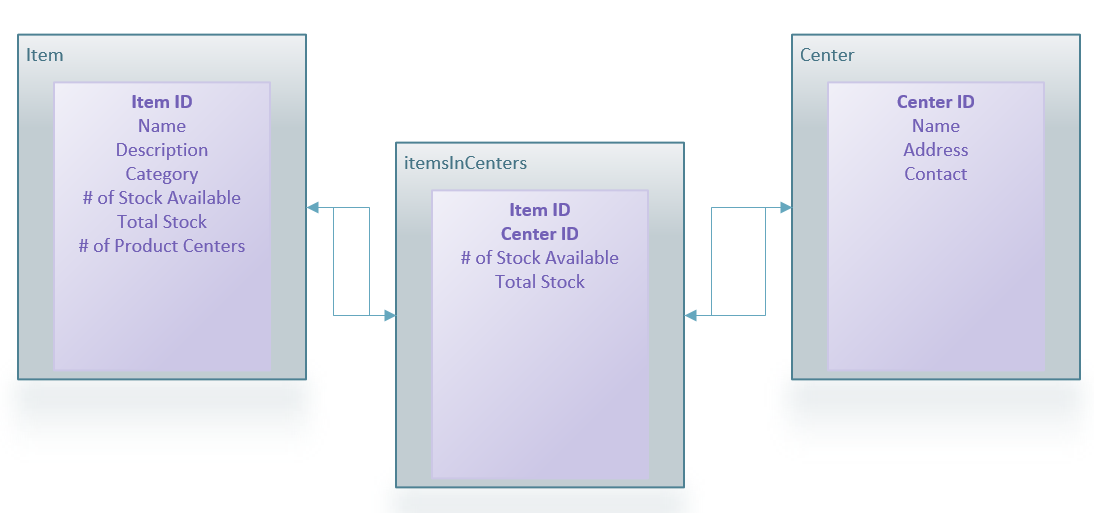 Item
Item ID
Name
Description
Category
# of Stock Available
Total Stock
# of Product Centers
itemsInCenters
Item ID
Center ID
# of Stock Available
Total Stock
Center
Center ID
Name
Address
Contact